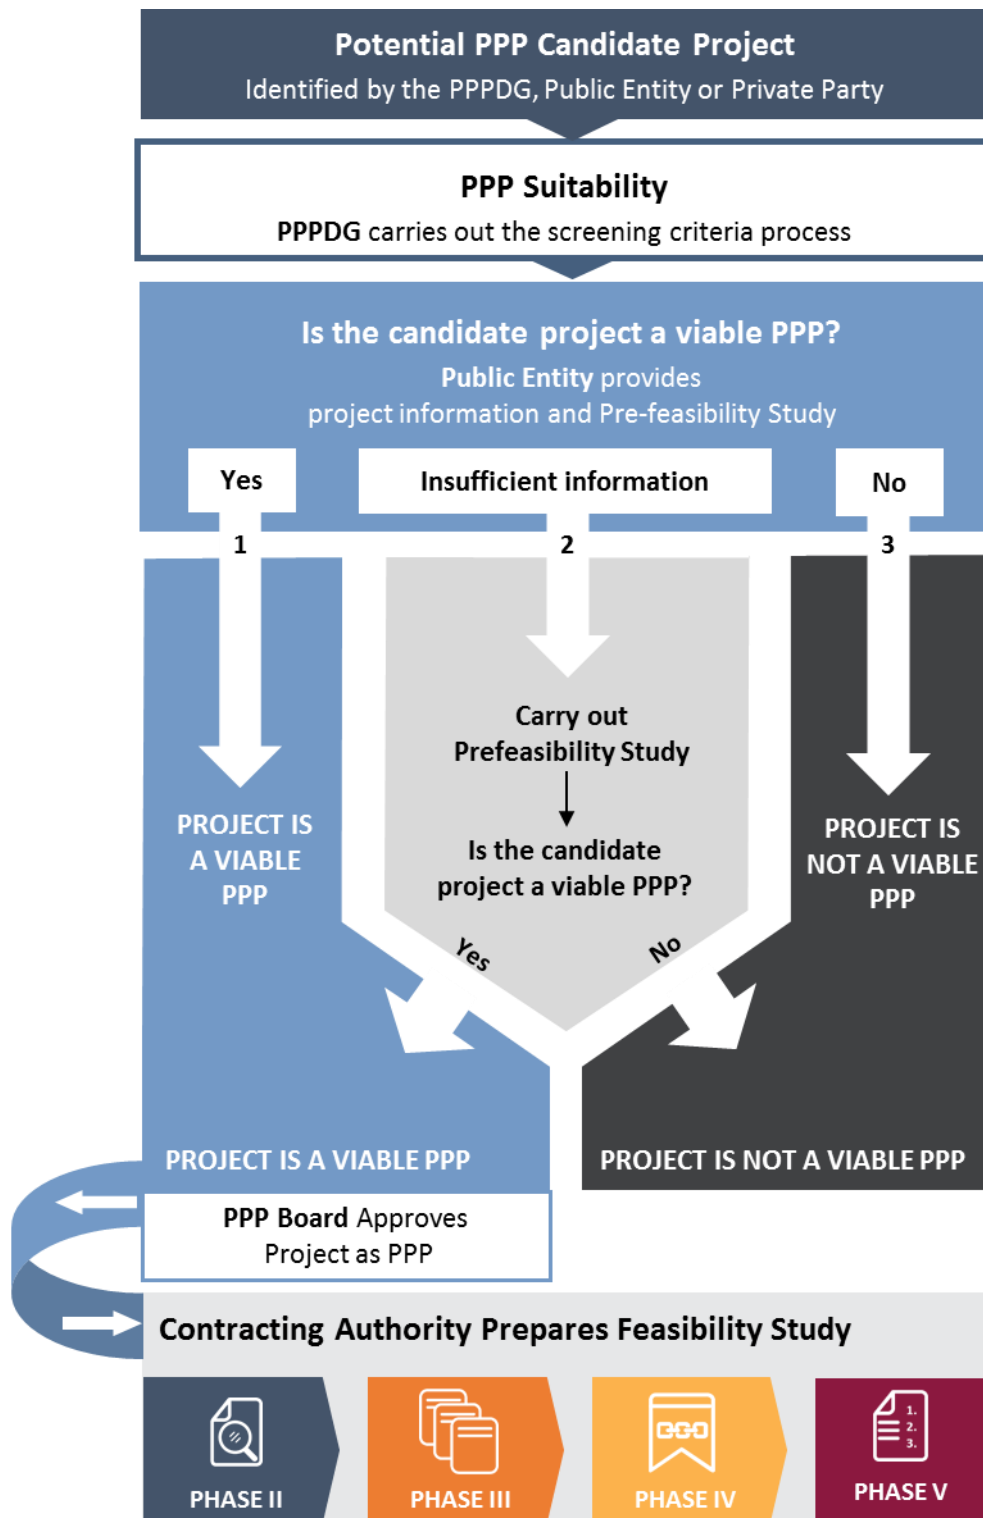 Potential PPP Candidate Project
Identified by the PPPDG, Public Entity or Private Party
PPP Suitability
PPPDG carries out the screening criteria process
Is the candidate project a viable PPP?
Public Entity provides
project information and Pre-feasibility Study
Yes
Insufficient information
No
1
2
3
Carry out
Prefeasibility Study
Is the candidate
project a viable PPP?
PROJECT IS
A VIABLE
PPP
PROJECT IS
NOT A VIABLE
PPP
Yes
No
PROJECT IS A VIABLE PPP
PROJECT IS NOT A VIABLE PPP
PPP Board Approves
Project as PPP
Contracting Authority Prepares Feasibility Study
1.
2.
3.
PHASE II
PHASE III
PHASE IV
PHASE V